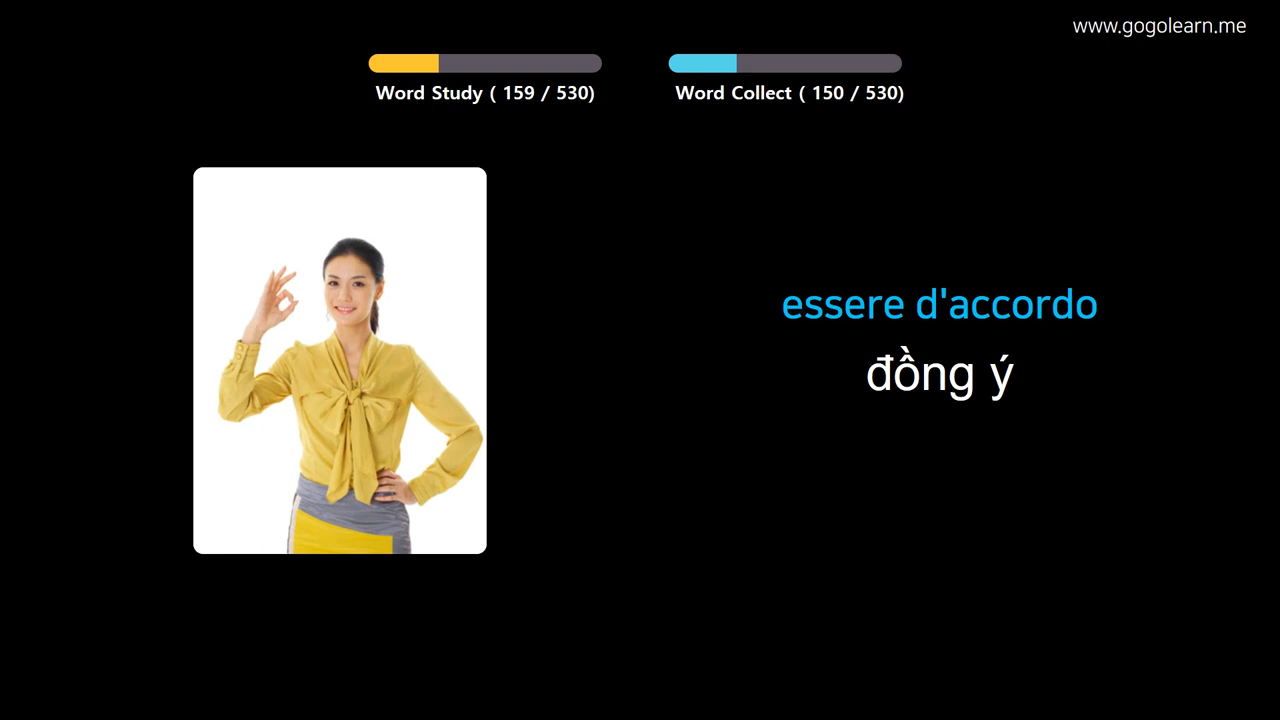 www.gogolearn.me
Word Study ( 159 / 530)
Word Collect ( 150 / 530)
essere d'accordo
đồng ý